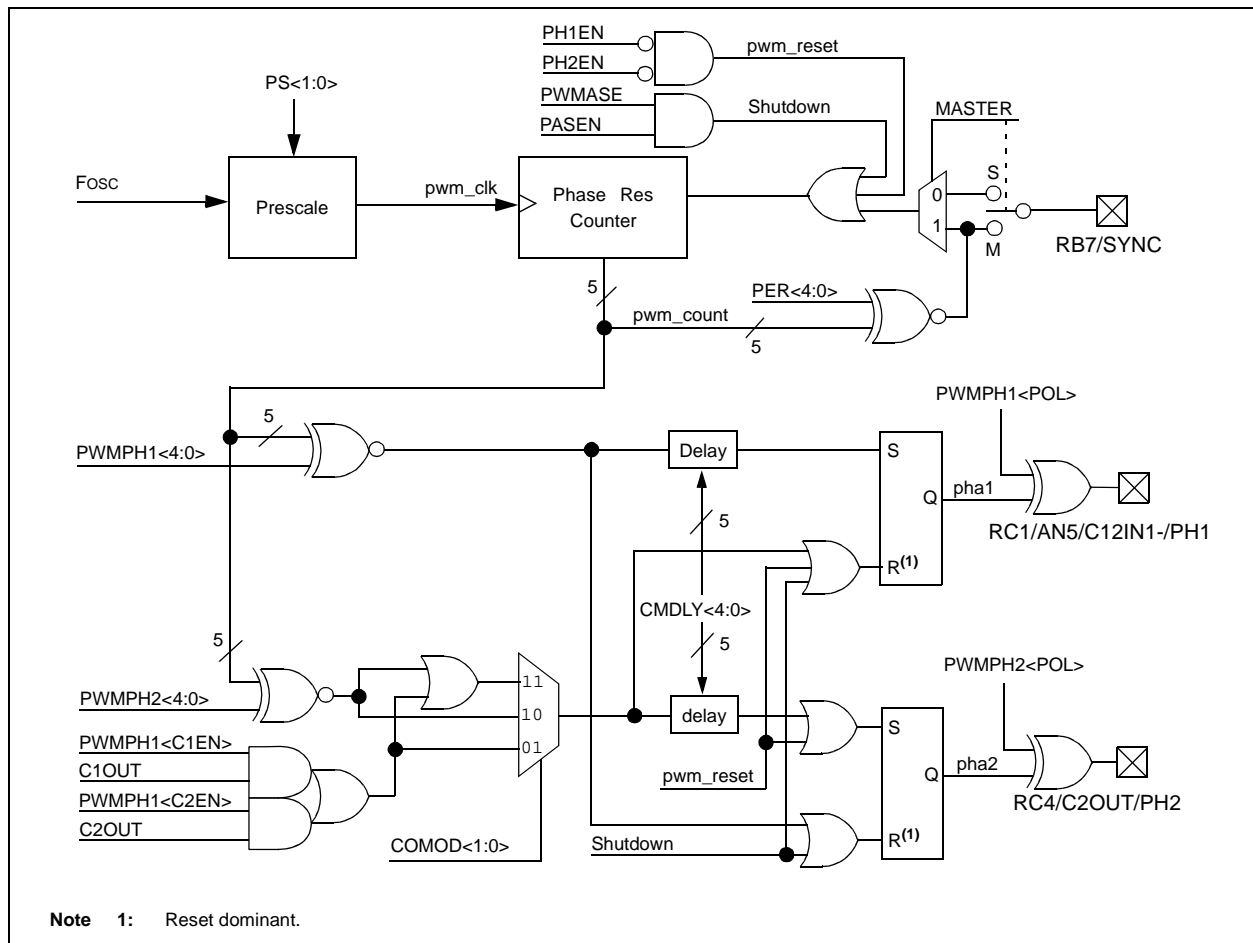 PH1EN
PH2EN
pwm_reset
PS<1:0>
PWMASE
PASEN
Shutdown
MASTER
FOSC
Prescale
pwm_clk
Phase Res
Counter
0
1
S
M
RB7/SYNC
5
PER<4:0>
pwm_count
5
PWMPH1<POL>
5
PWMPH1<4:0>
Delay
S
Q
pha1
R(1)
RC1/AN5/C12IN1-/PH1
5
CMDLY<4:0>
5
5
PWMPH2<4:0>
11
10
01
delay
PWMPH2<POL>
S
Q
pha2
R(1)
RC4/C2OUT/PH2
PWMPH1<C1EN>
C1OUT
PWMPH1<C2EN>
C2OUT
pwm_reset
COMOD<1:0>
Shutdown
Note 1: Reset dominant.